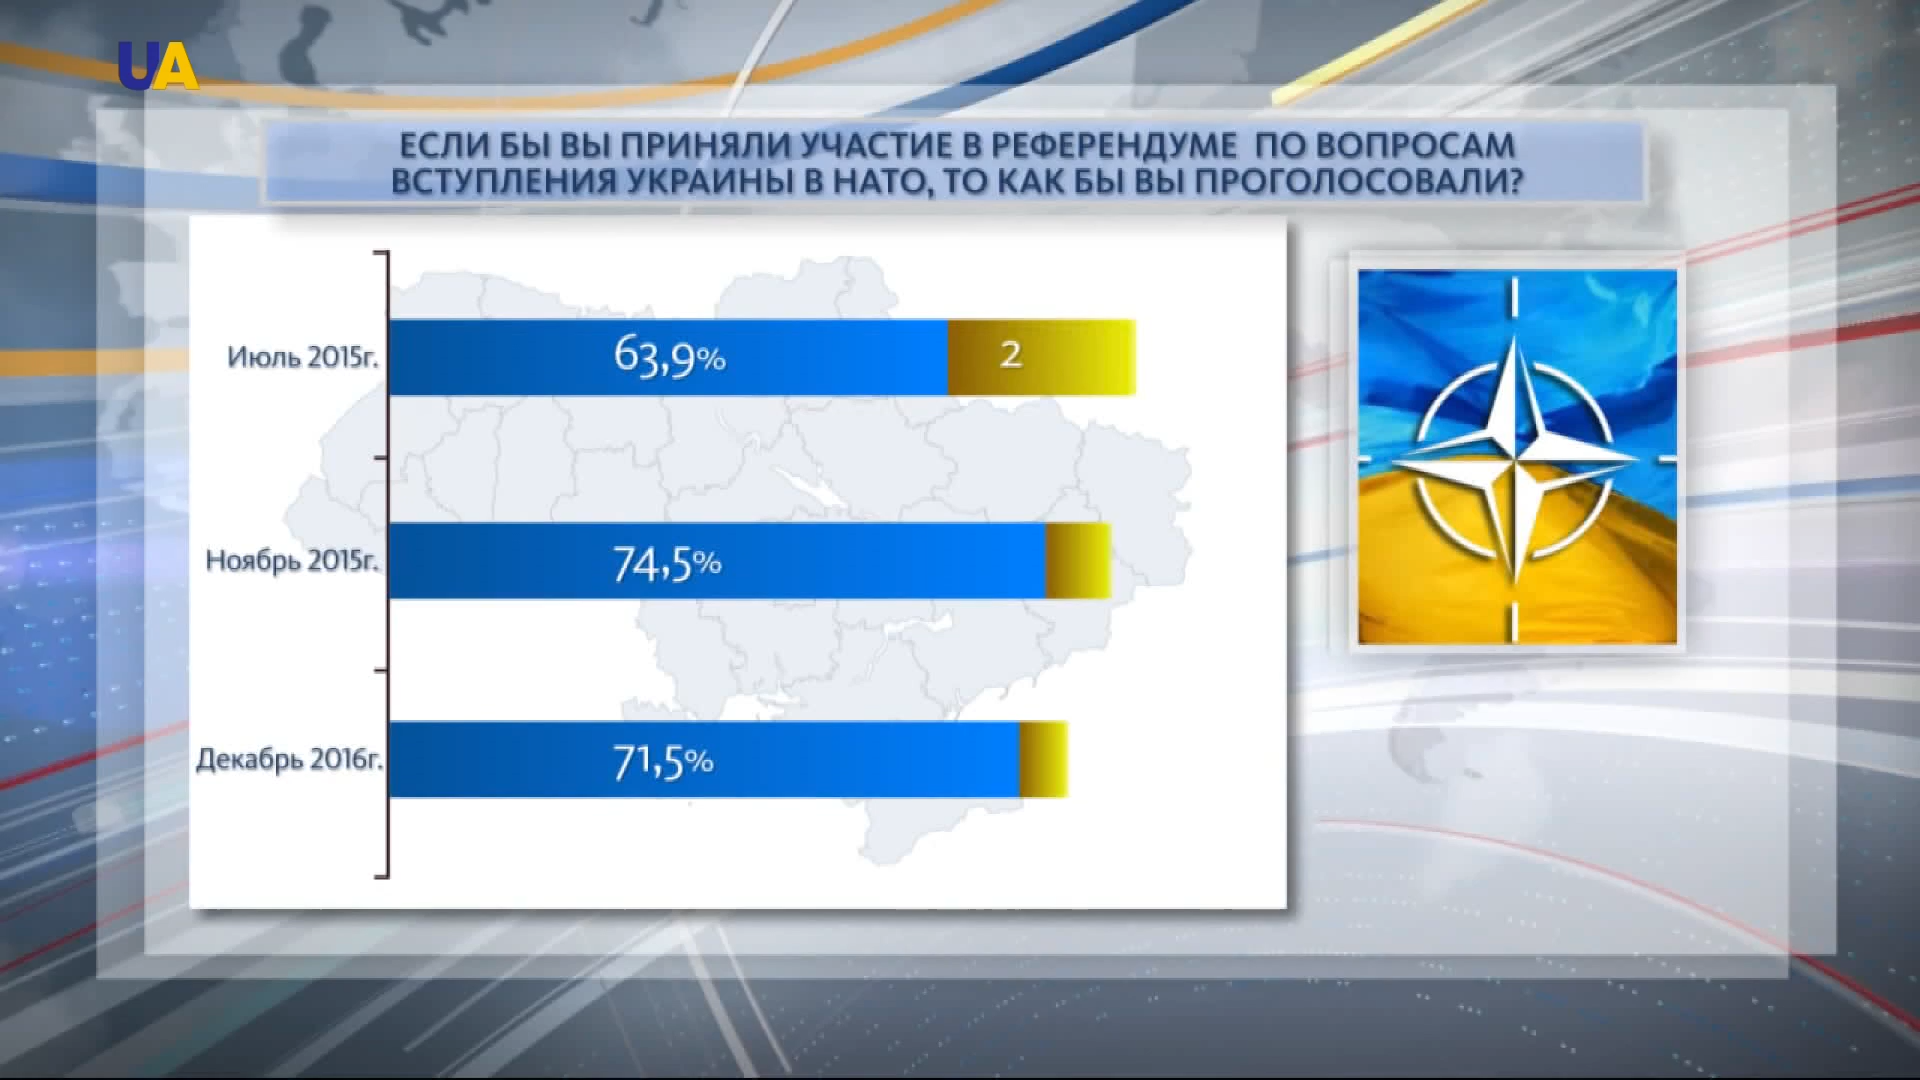 UA
ЕСЛИ БЫ ВЫ ПРИНЯЛИ УЧАСТИЕ В РЕФЕРЕНДУМЕ ПО ВОПРОСАМ
ВСТУПЛЕНИЯ УКРАИНЫ В НАТО, ТО КАК БЫ ВЫ ПРОГОЛОСОВАЛИ?
Июль 2015г. 63,9% 2
Ноябрь 2015г. 74,5%
Декабрь 2016г. 71,5%